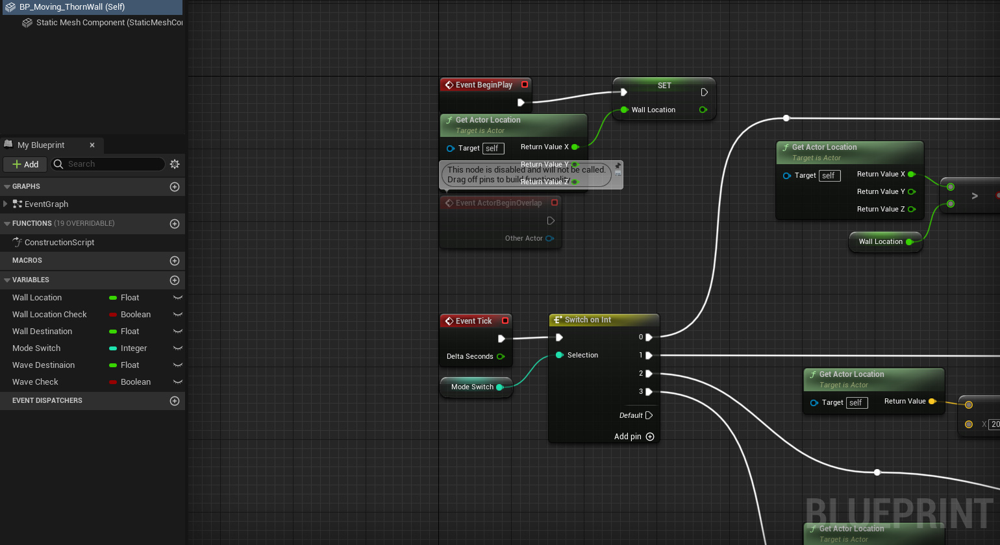 BP_Moving_ThornWall (Self)
Static Mesh Component (StaticMeshCo
My Blueprint
Add
Search
GRAPHS
EventGraph
FUNCTIONS (19 OVERRIDABLE)
ConstructionScript
MACROS
VARIABLES
Wall Location Float
Wall Location Check Boolean
Wall Destination Float
Mode Switch Integer
Wave Destinaion Float
Wave Check Boolean
EVENT DISPATCHERS
Event BeginPlay
SET
Wall Location
Get Actor Location
Target is Actor
Target self Return Value X
Return Value Y
Return Value Z
This node is disabled and will not be called.
Drag off pins to build functionality.
Event ActorBeginOverlap
Other Actor
Get Actor Location
Target is Actor
Target self Return Value X
Return Value Y
Return Value Z
>
Wall Location
Event Tick
Delta Seconds
Mode Switch
Switch on Int
0
Selection 1
2
3
Default
Add pin
Get Actor Location
Target is Actor
Target self Return Value
X 20
BLUEPRINT
Get Actor Location
Target is Actor